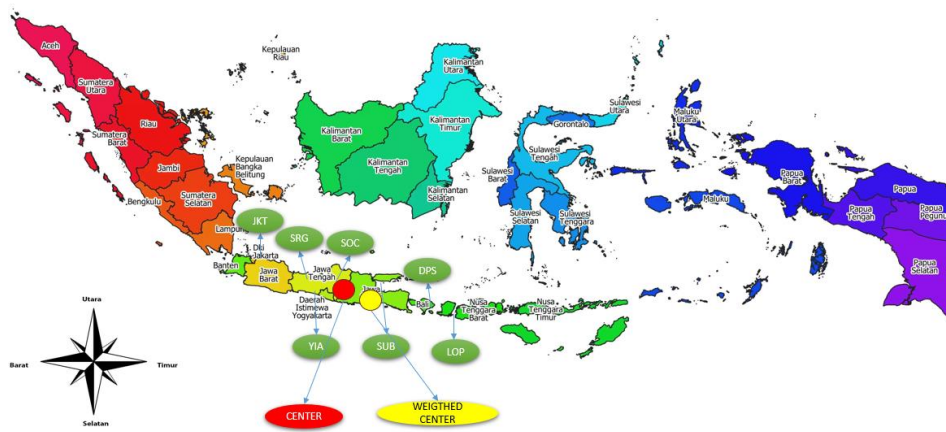 Aceh
Sumatera
Utara
Riau
Sumatera
Barat
Jambi
Bengkulu
Sumatera
Selatan
Lampung
Kepulauan
Riau
Kepulauan
Bangka
Belitung
Kalimantan
Utara
Kalimantan
Barat
Kalimantan
Timur
Kalimantan
Tengah
Kalimantan
Selatan
Sulawesi
Utara
Gorontalo
Sulawesi
Tengah
Sulawesi
Barat
Sulawesi
Selatan
Sulawesi
Tenggara
Maluku
Utara
Maluku
Papua
Barat
Papua
Papua
Tengah
Papua
Pegunu
Papua
Selatan
JKT
SRG
SOC
DPS
Dki
Jakarta
Banten
Jawa
Barat
Jawa
Tengah
Daerah
Istimewa
Yogyakarta
Jawa
Bali
Nusa
Tenggara
Barat
Nusa
Tenggara
Timur
YIA
SUB
LOP
CENTER
WEIGTHED
CENTER
Utara
Barat
Timur
Selatan